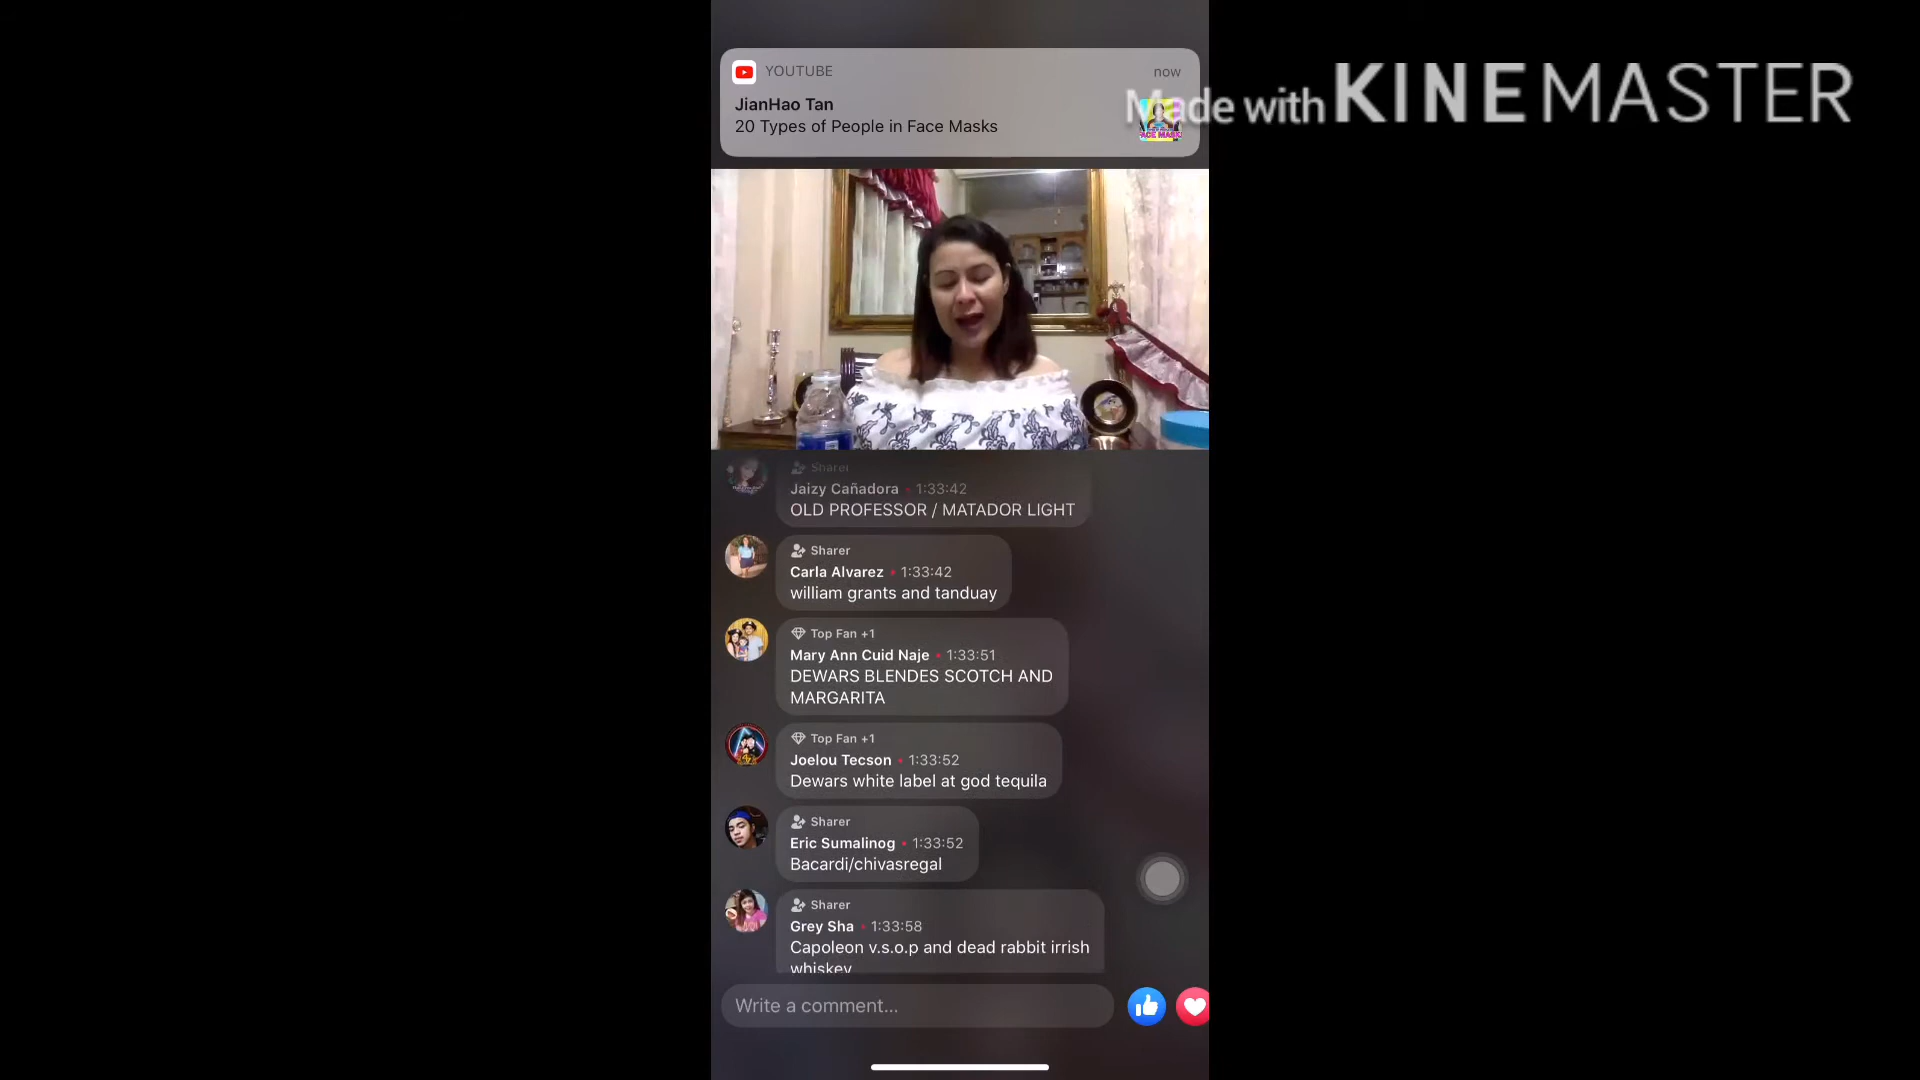 YOUTUBE
now
JianHao Tan
20 Types of People in Face Masks
Made with KINEMASTER
Sharer
Jaizy Cañadora • 1:33:42
OLD PROFESSOR / MATADOR LIGHT
Sharer
Carla Alvarez • 1:33:42
william grants and tanduay
Top Fan +1
Mary Ann Cuid Naje • 1:33:51
DEWARS BLENDES SCOTCH AND
MARGARITA
Top Fan +1
Joelou Tecson • 1:33:52
Dewars white label at god tequila
Sharer
Eric Sumalinog • 1:33:52
Bacardi/chivasregal
Sharer
Grey Sha • 1:33:58
Capoleon v.s.o.p and dead rabbit irrish
whiskey
Write a comment...